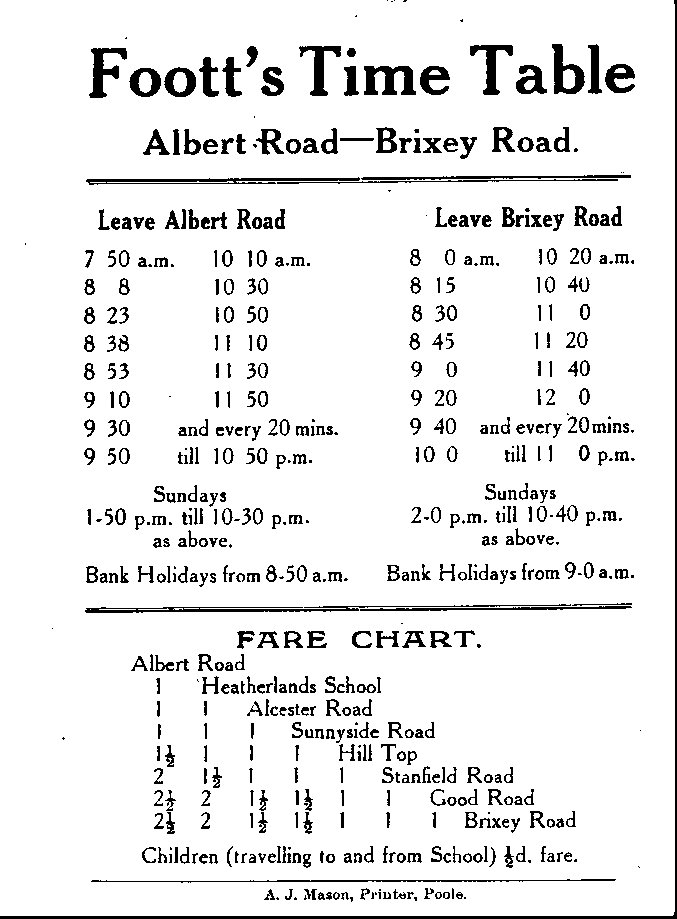 Foott's Time Table
Albert Road—Brixey Road.
Leave Albert Road
7 50 a.m. 10 10 a.m.
8 8 10 30
8 23 10 50
8 38 11 10
8 53 11 30
9 10 11 50
9 30 and every 20 mins.
9 50 till 10 50 p.m.
Sundays
1-50 p.m. till 10-30 p.m.
as above.
Bank Holidays from 8-50 a.m.
Leave Brixey Road
8 0 a.m. 10 20 a.m.
8 15 10 40
8 30 11 0
8 45 11 20
9 0 11 40
9 20 12 0
9 40 and every 20 mins.
10 0 till 11 0 p.m.
Sundays
2-0 p.m. till 10-40 p.m.
as above.
Bank Holidays from 9-0 a.m.
FARE CHART.
Albert Road
1 Heatherlands School
1 1 Alcester Road
1 1 1 Sunnyside Road
1½ 1 1 1 Hill Top
2 1½ 1 1 1 Stanfield Road
2½ 2 1½ 1½ 1 1 Good Road
2½ 2 1½ 1½ 1 1 1 Brixey Road
Children (travelling to and from School) ½d. fare.
A. J. Mason, Printer, Poole.